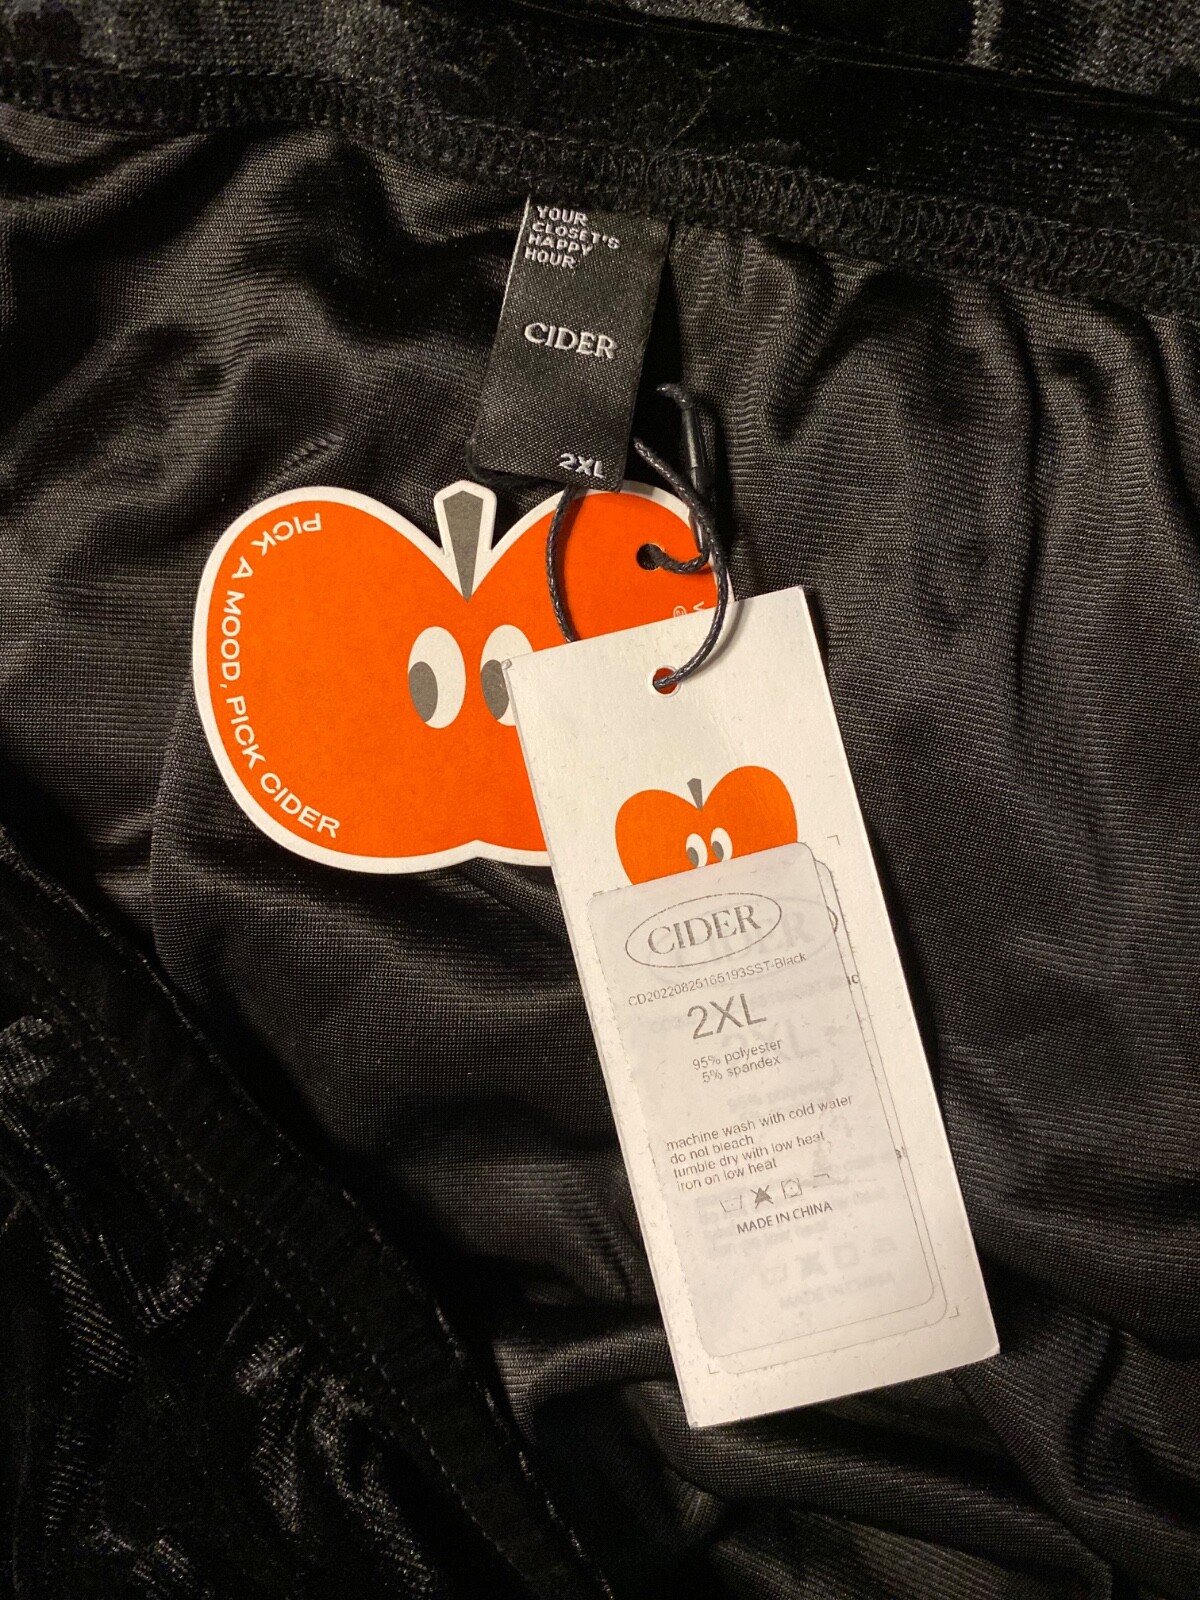 YOUR
CLOSET'S
HAPPY
HOUR
CIDER
2XL
PICK A MOOD, PICK CIDER
CIDER
CD20220825165193SST-Black
2XL
95% polyester
5% spandex
machine wash with cold water
do not bleach
tumble dry with low heat
iron on low heat
MADE IN CHINA